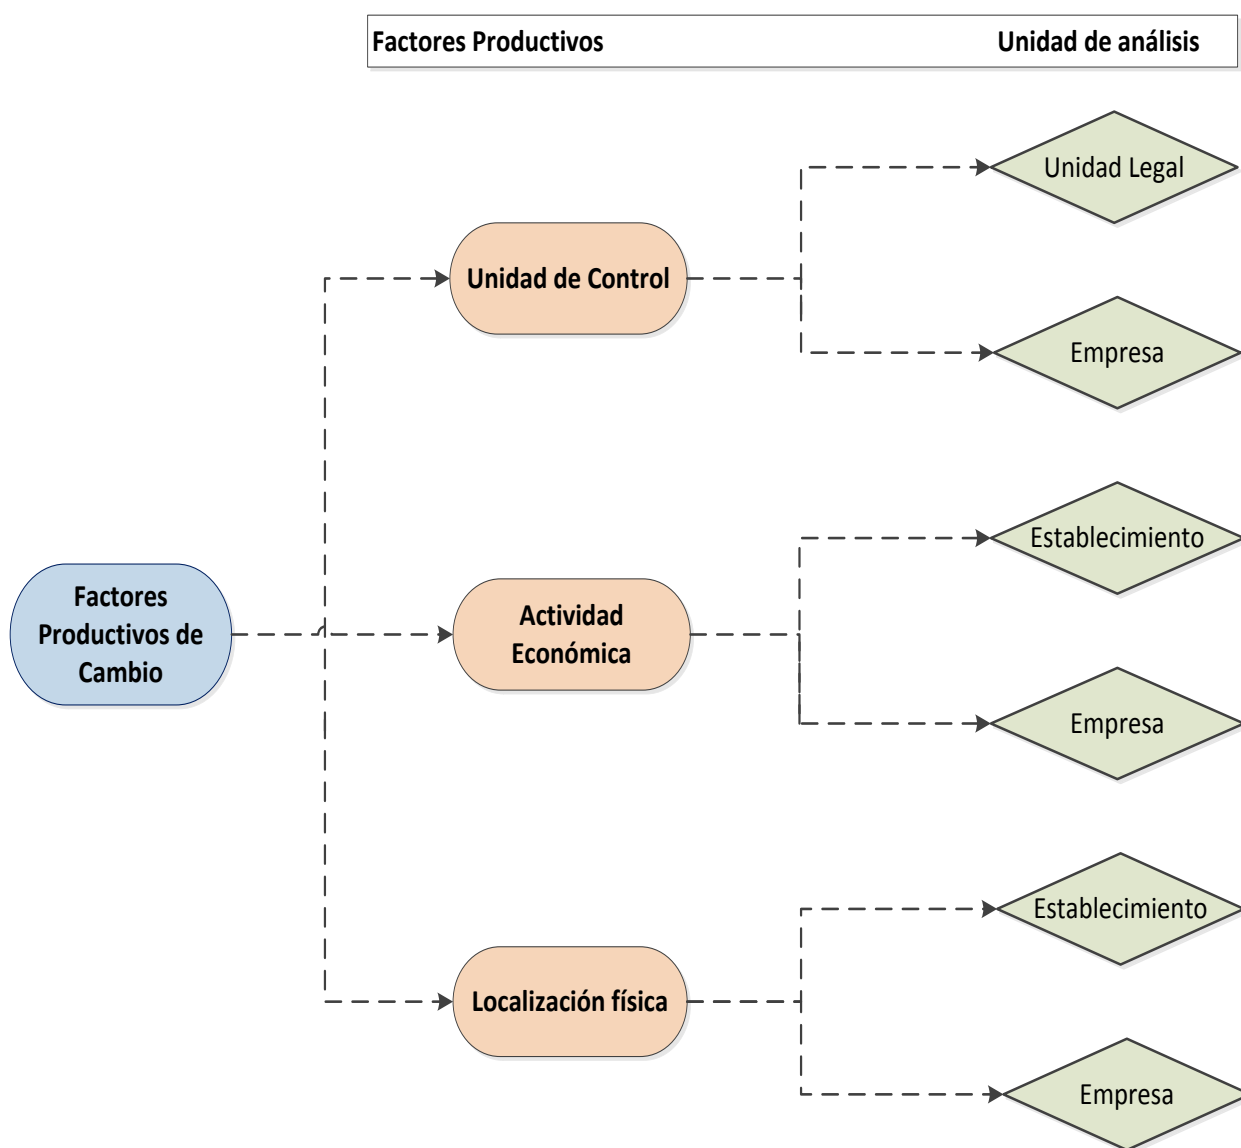 Factores Productivos
Unidad de análisis
Unidad Legal
Unidad de Control
Empresa
Establecimiento
Factores
Productivos de
Cambio
Actividad
Económica
Empresa
Establecimiento
Localización física
Empresa